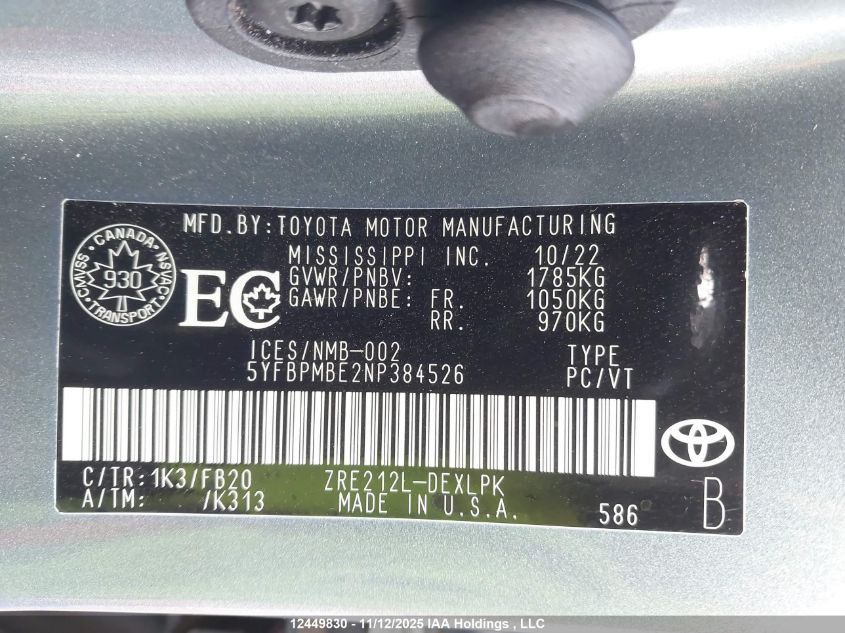 MFD.BY:TOYOTA MOTOR MANUFACTURING
MISSISSIPPI INC. 10/22
GVWR/PNBV: 1785KG
GAWR/PNBE: FR. 1050KG
RR. 970KG
CANADA
CMVSS
930
NSVAC
TRANSPORT
EC
ICES/NMB-002 TYPE
5YFBPMBE2NP384526 PC/VT
C/TR:1K3/FB20 ZRE212L-DEXLPK
A/TM: /K313 MADE IN U.S.A. 586 B
12449830 - 11/12/2025 IAA Holdings , LLC